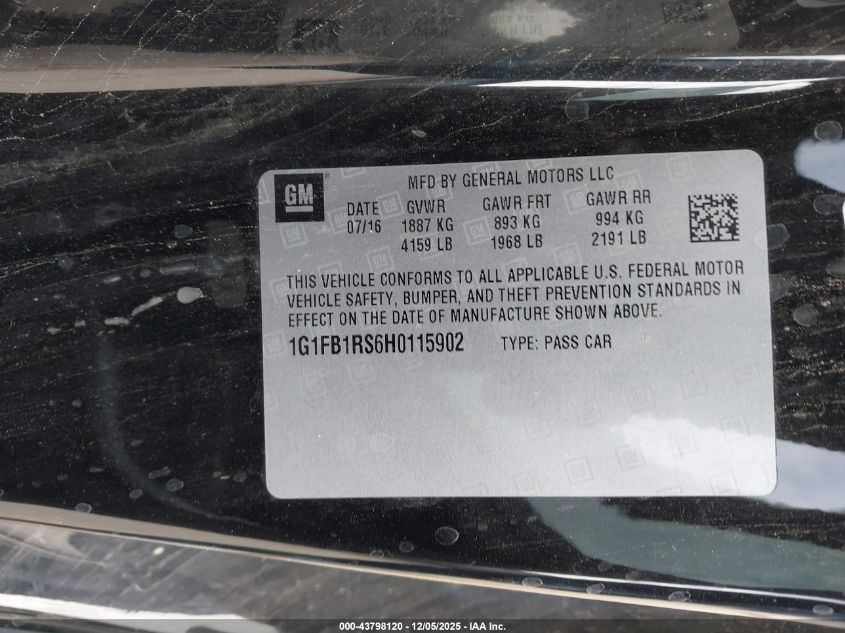 GM
MFD BY GENERAL MOTORS LLC
DATE GVWR GAWR FRT GAWR RR
07/16 1887 KG 893 KG 994 KG
4159 LB 1968 LB 2191 LB
THIS VEHICLE CONFORMS TO ALL APPLICABLE U.S. FEDERAL MOTOR
VEHICLE SAFETY, BUMPER, AND THEFT PREVENTION STANDARDS IN
EFFECT ON THE DATE OF MANUFACTURE SHOWN ABOVE.
1G1FB1RS6H0115902 TYPE: PASS CAR
000-43798120 - 12/05/2025 - IAA Inc.